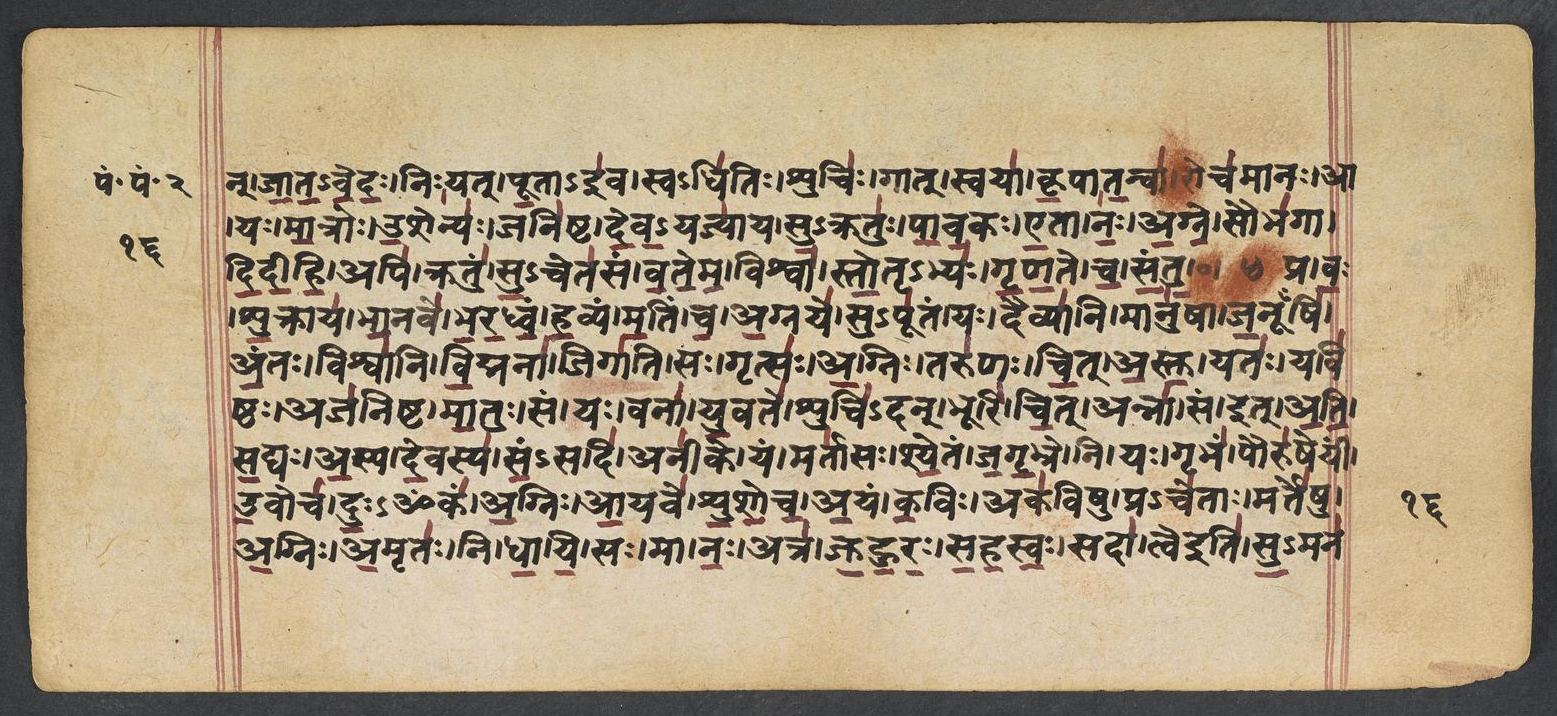 पं॰ पं॰ २
१६
नू।जातऽवेदः।निः।यत्।पूताऽइव।स्वऽधितिः।शुचिः।गात्।स्वया।कृपा।तन्वा।रोचमानः।आ
।यः।मात्रोः।उशेन्यः।जनिष्ट।देवऽयज्याय।सुऽक्रतुः।पावकः।एता।नः।अग्ने।सौभगा।
दिदीहि।अपि।क्रतुं।सुऽचेतसं।वतेम।विश्वा।स्तोतृऽभ्यः।गृणते।च।संतु।०। प्र।वः
।शुक्राय।भानवे।भरध्वं।हव्यं।मतिं।च।अग्नये।सुऽपूतं।यः।दैव्यानि।मानुषा।जनूंषि।
अंतः।विश्वानि।विद्मना।जिगाति।सः।गृत्सः।अग्निः।तरुणः।चित्।अस्तु।यतः।यवि
ष्ठः।अजनिष्ट।मातुः।सं।यः।वना।युवते।शुचिऽदन्।भूरि।चित्।अन्ना।सं।इत्।अत्ति।
सद्यः।अस्य।देवस्य।संऽसदि।अनीके।यं।मर्तासः।श्येतं।जगृभ्रे।नि।यः।गृभं।पौरुषेयीं।
उवोच।दुःऽओकं।अग्निः।आयवे।शुशोच।अयं।कविः।अकविषु।प्रऽचेताः।मर्तेषु।
अग्निः।अमृतः।नि।धायि।सः।मा।नः।अत्र।जुहुरः।सहस्वः।सदा।त्वे इति।सुऽमन
१६